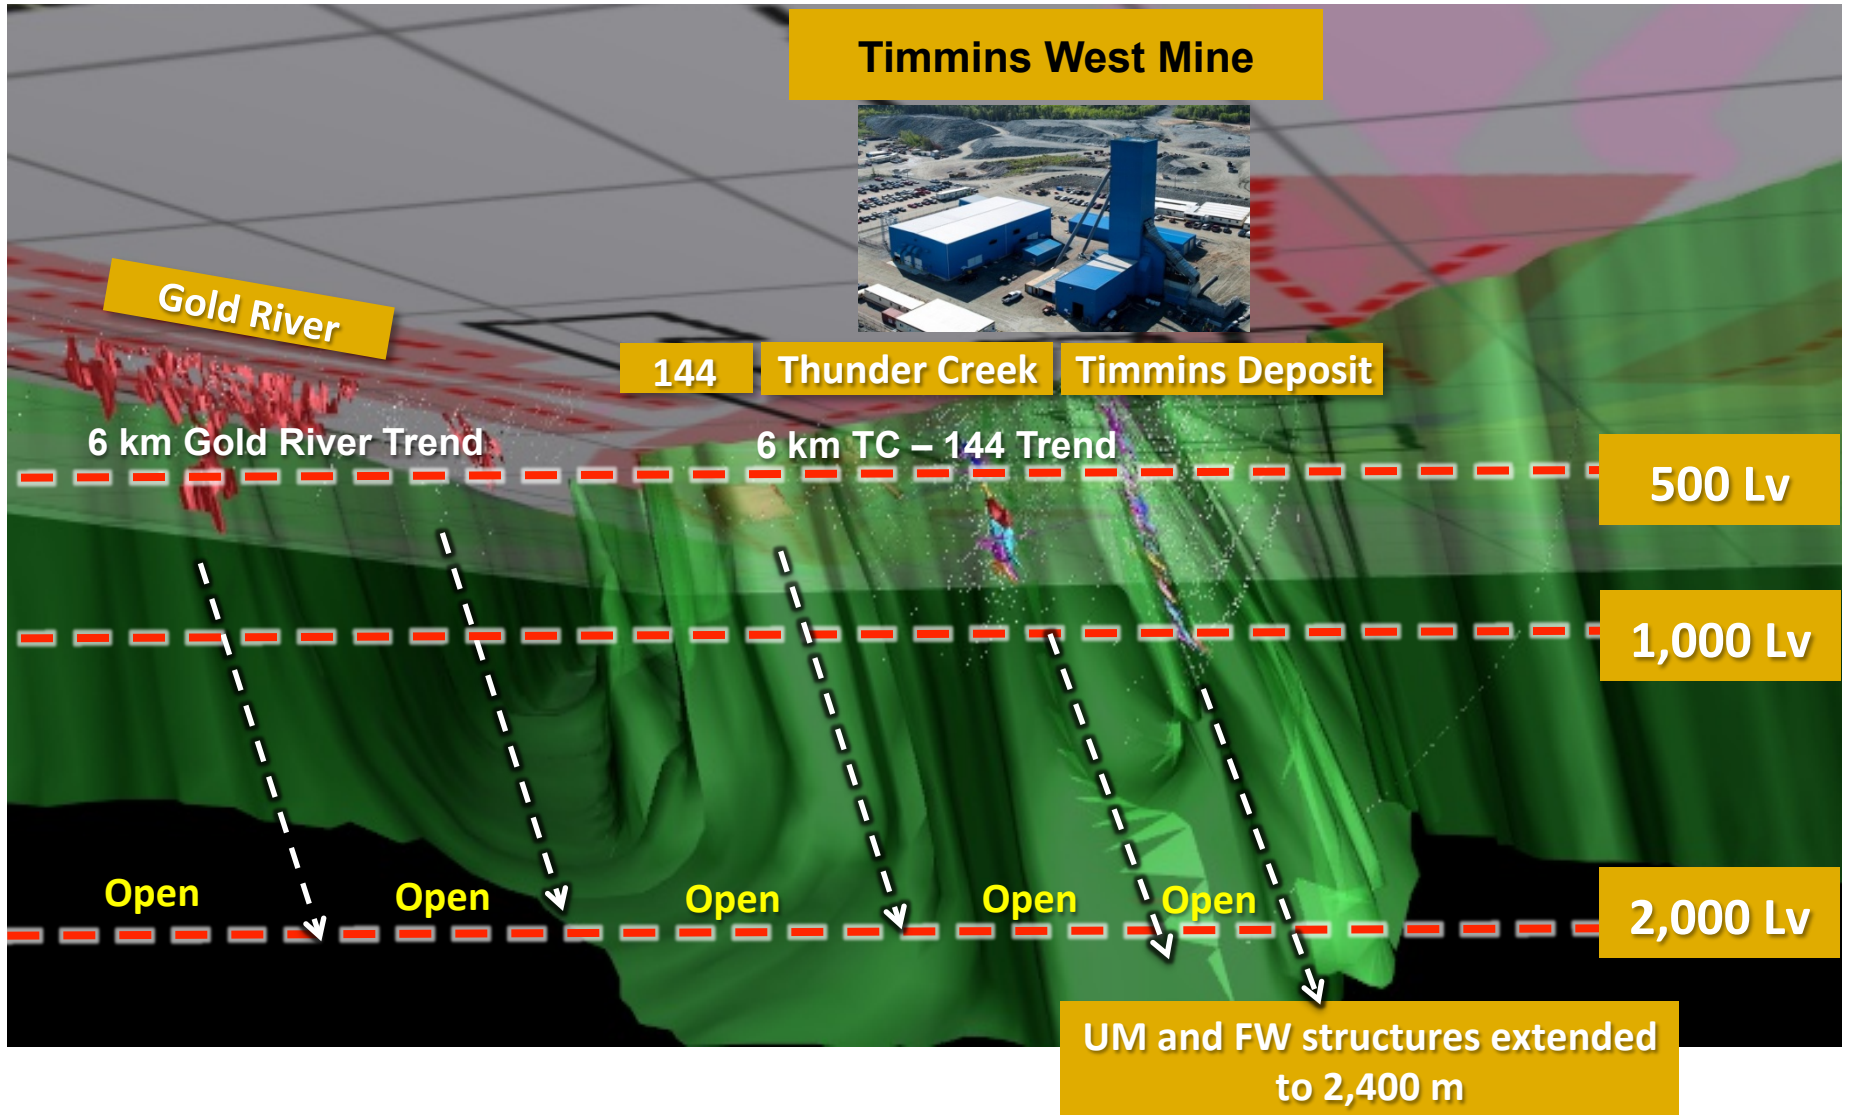 Timmins West Mine
Gold River
144
Thunder Creek
Timmins Deposit
6 km Gold River Trend
6 km TC – 144 Trend
500 Lv
1,000 Lv
Open
Open
Open
Open
Open
2,000 Lv
UM and FW structures extended
to 2,400 m